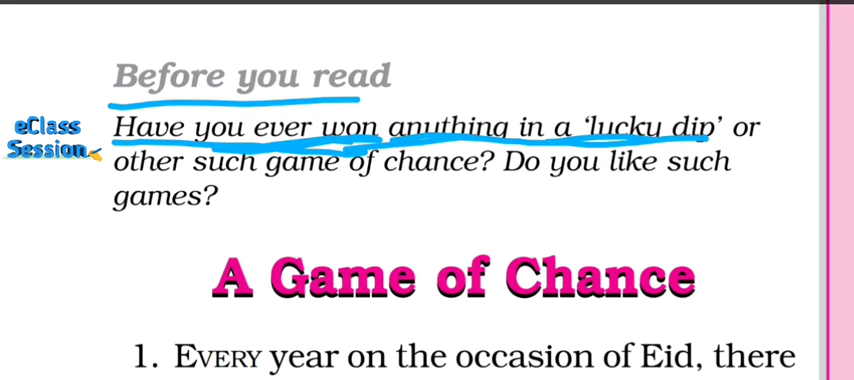 Before you read
eClass
Session
Have you ever won anything in a ‘lucky dip’ or
other such game of chance? Do you like such
games?
A Game of Chance
1. EVERY year on the occasion of Eid, there